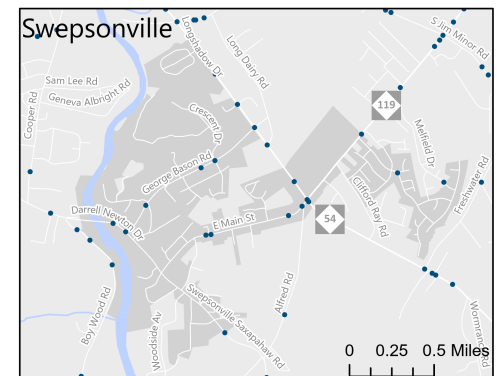 Swepsonville
S Jim Minor Rd
Longshadow Dr
Long Dairy Rd
Sam Lee Rd
Geneva Albright Rd
Cooper Rd
119
Crescent Dr
Melfield Dr
George Bason Rd
Freshwater Rd
Clifford Ray Rd
Darrell Newton Dr
E Main St
54
Boy Wood Rd
Woodside Av
Swepsonville Saxapahaw Rd
Alfred Rd
Wormranch Rd
0 0.25 0.5 Miles